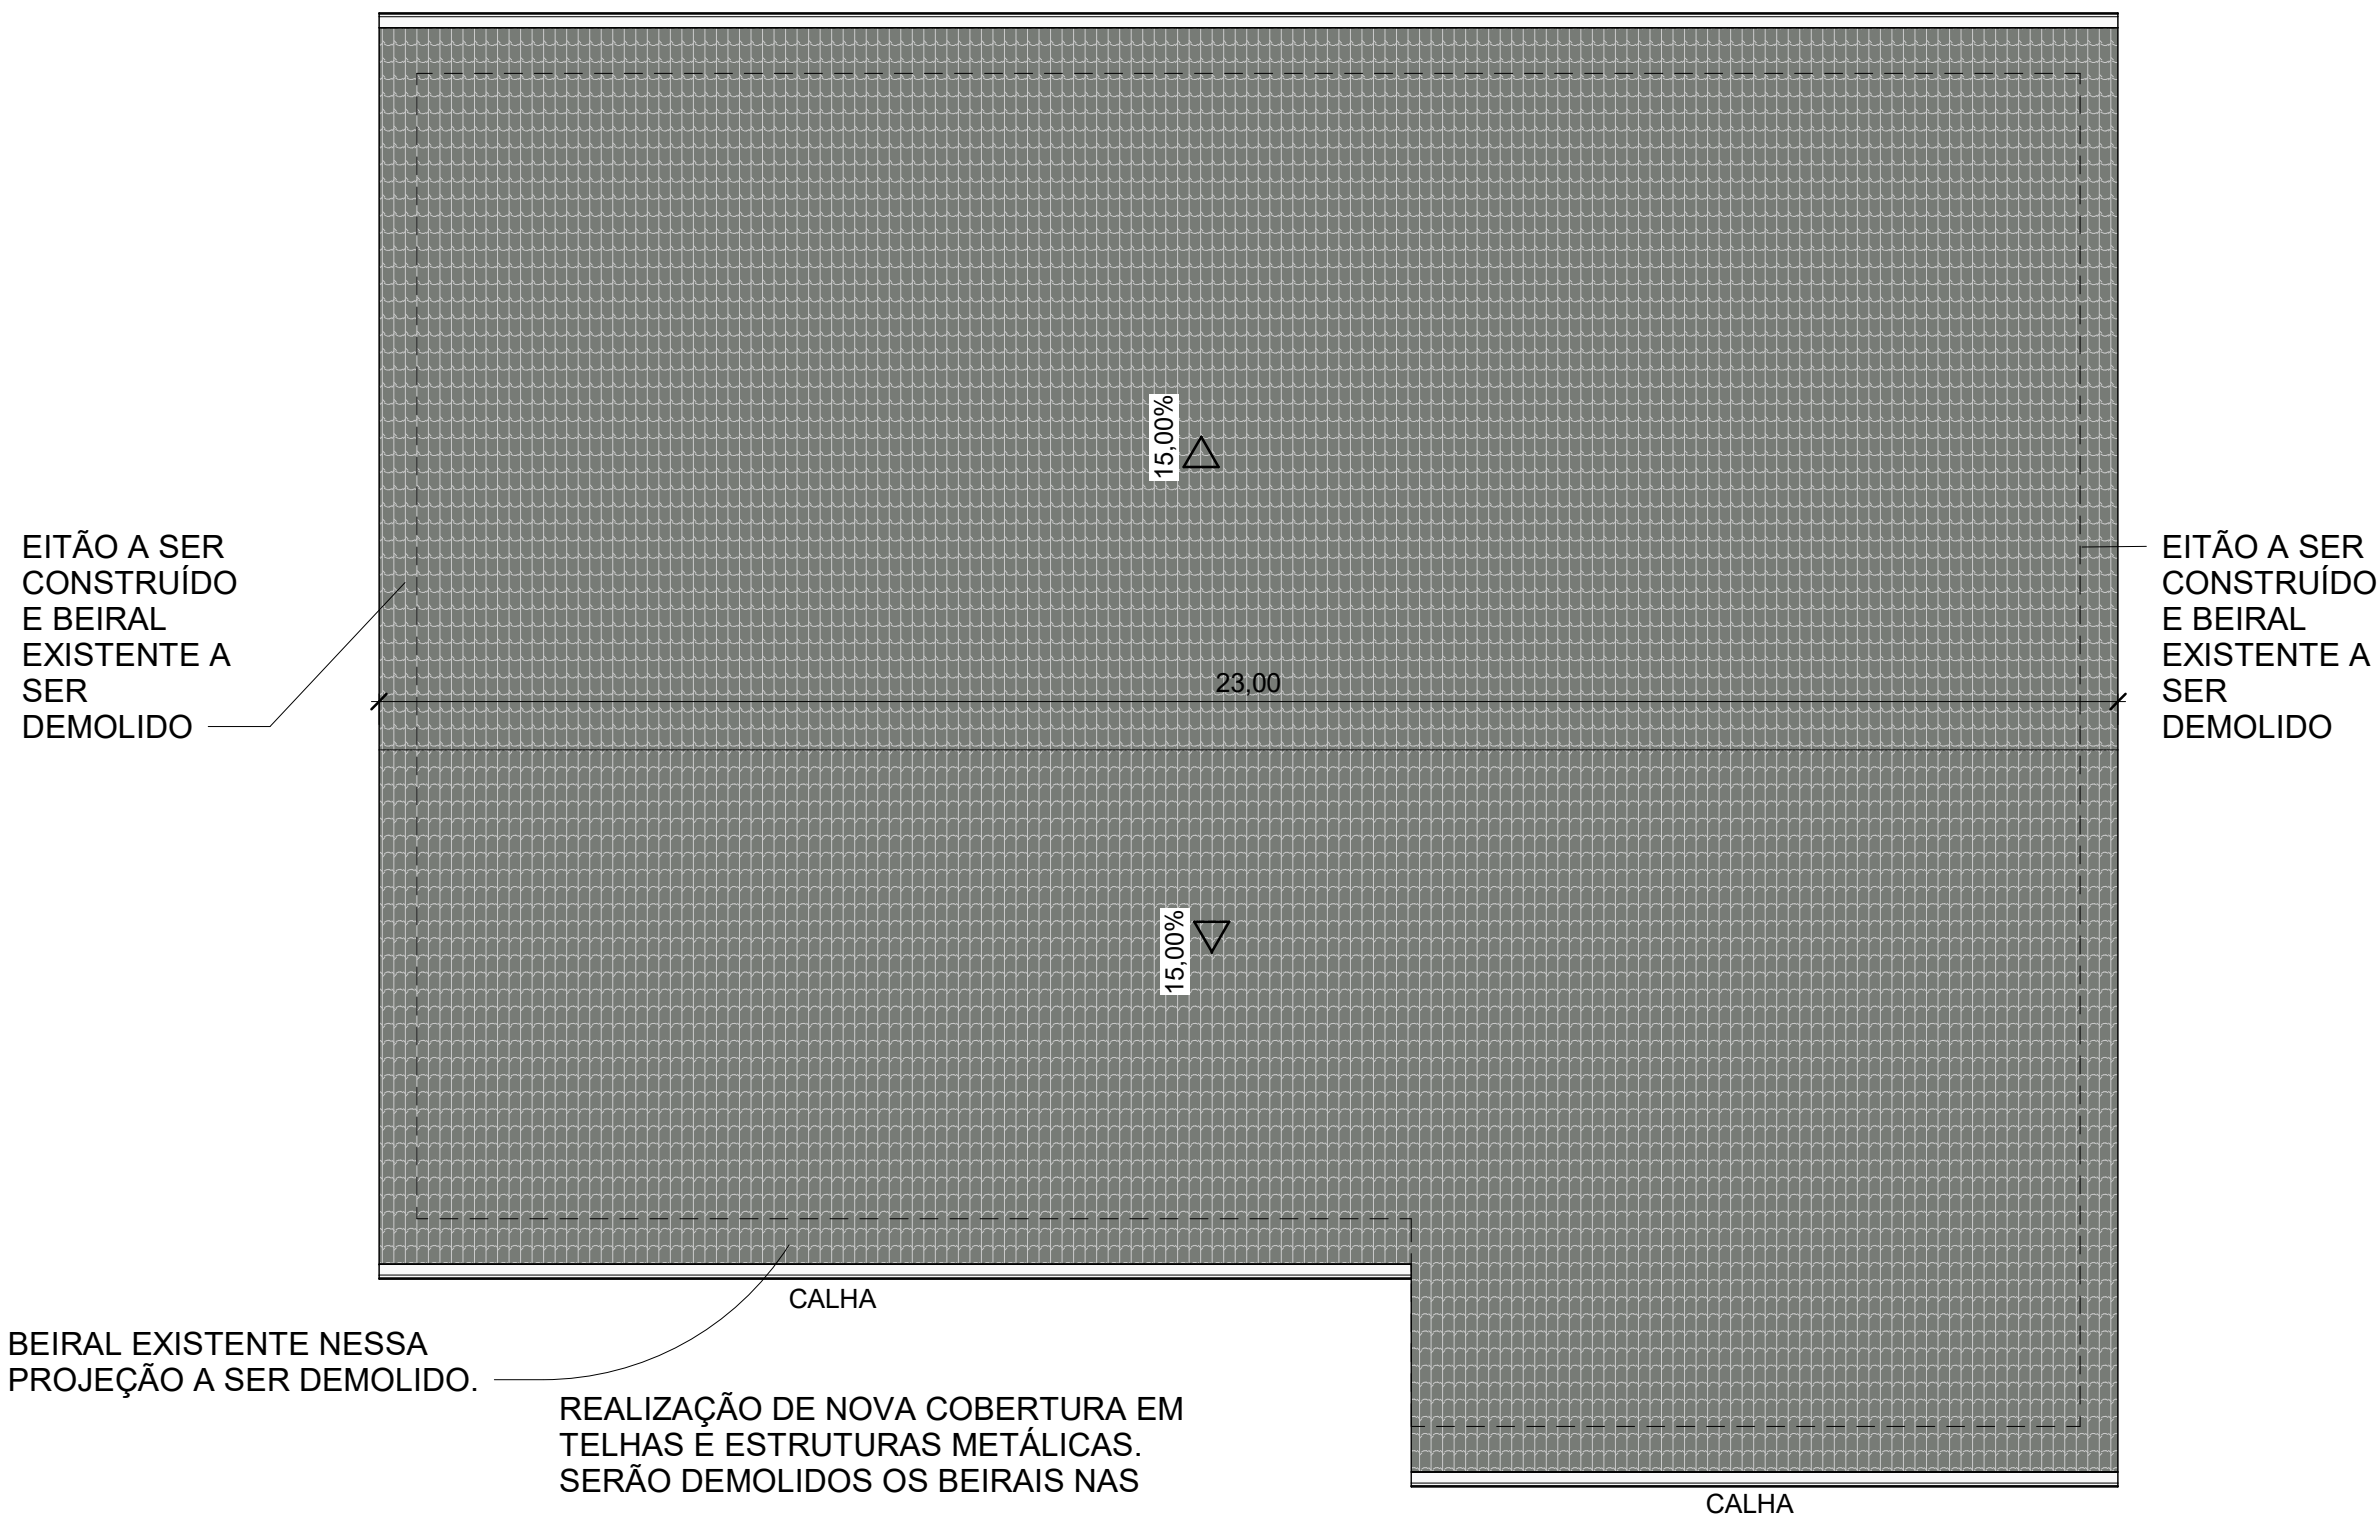 15,00%
EITÃO A SER
CONSTRUÍDO
E BEIRAL
EXISTENTE A
SER
DEMOLIDO
EITÃO A SER
CONSTRUÍDO
E BEIRAL
EXISTENTE A
SER
DEMOLIDO
23,00
15,00%
CALHA
BEIRAL EXISTENTE NESSA
PROJEÇÃO A SER DEMOLIDO.
REALIZAÇÃO DE NOVA COBERTURA EM
TELHAS E ESTRUTURAS METÁLICAS.
SERÃO DEMOLIDOS OS BEIRAIS NAS
CALHA